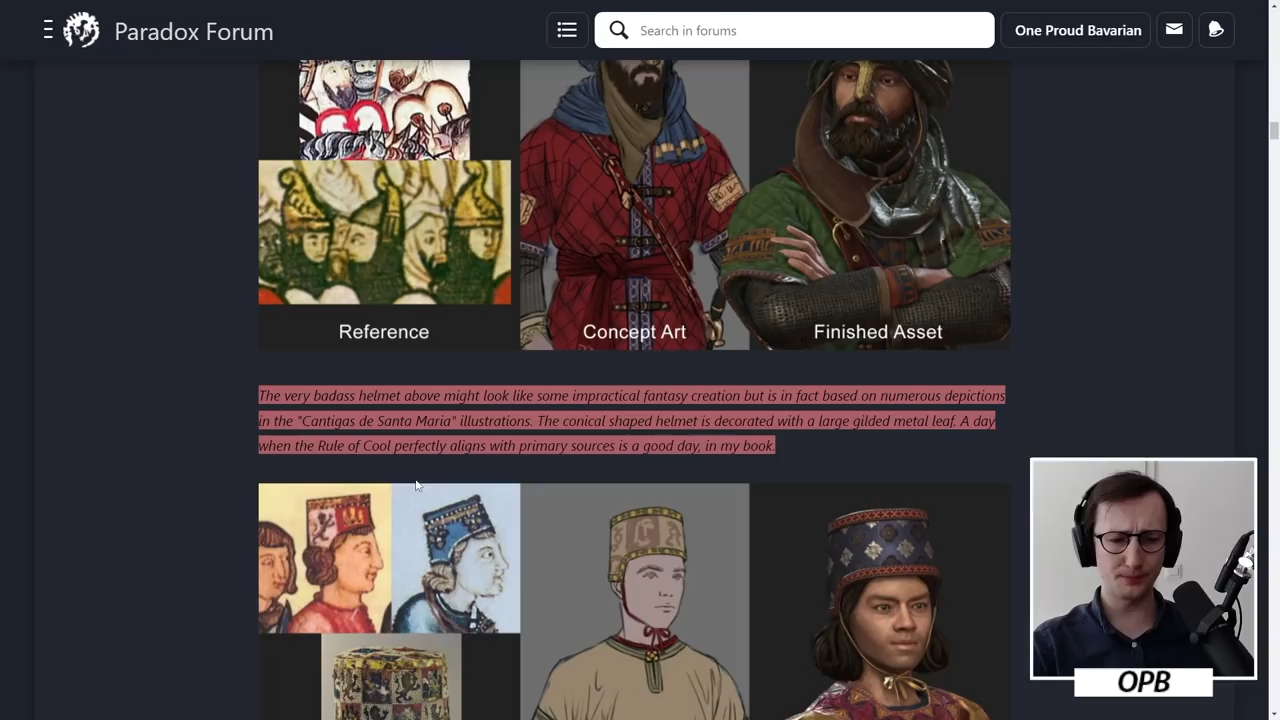 Paradox Forum
Search in forums
One Proud Bavarian
Reference
Concept Art
Finished Asset
The very badass helmet above might look like some impractical fantasy creation but is in fact based on numerous depictions
in the "Cantigas de Santa Maria" illustrations. The conical shaped helmet is decorated with a large gilded metal leaf. A day
when the Rule of Cool perfectly aligns with primary sources is a good day, in my book.
OPB